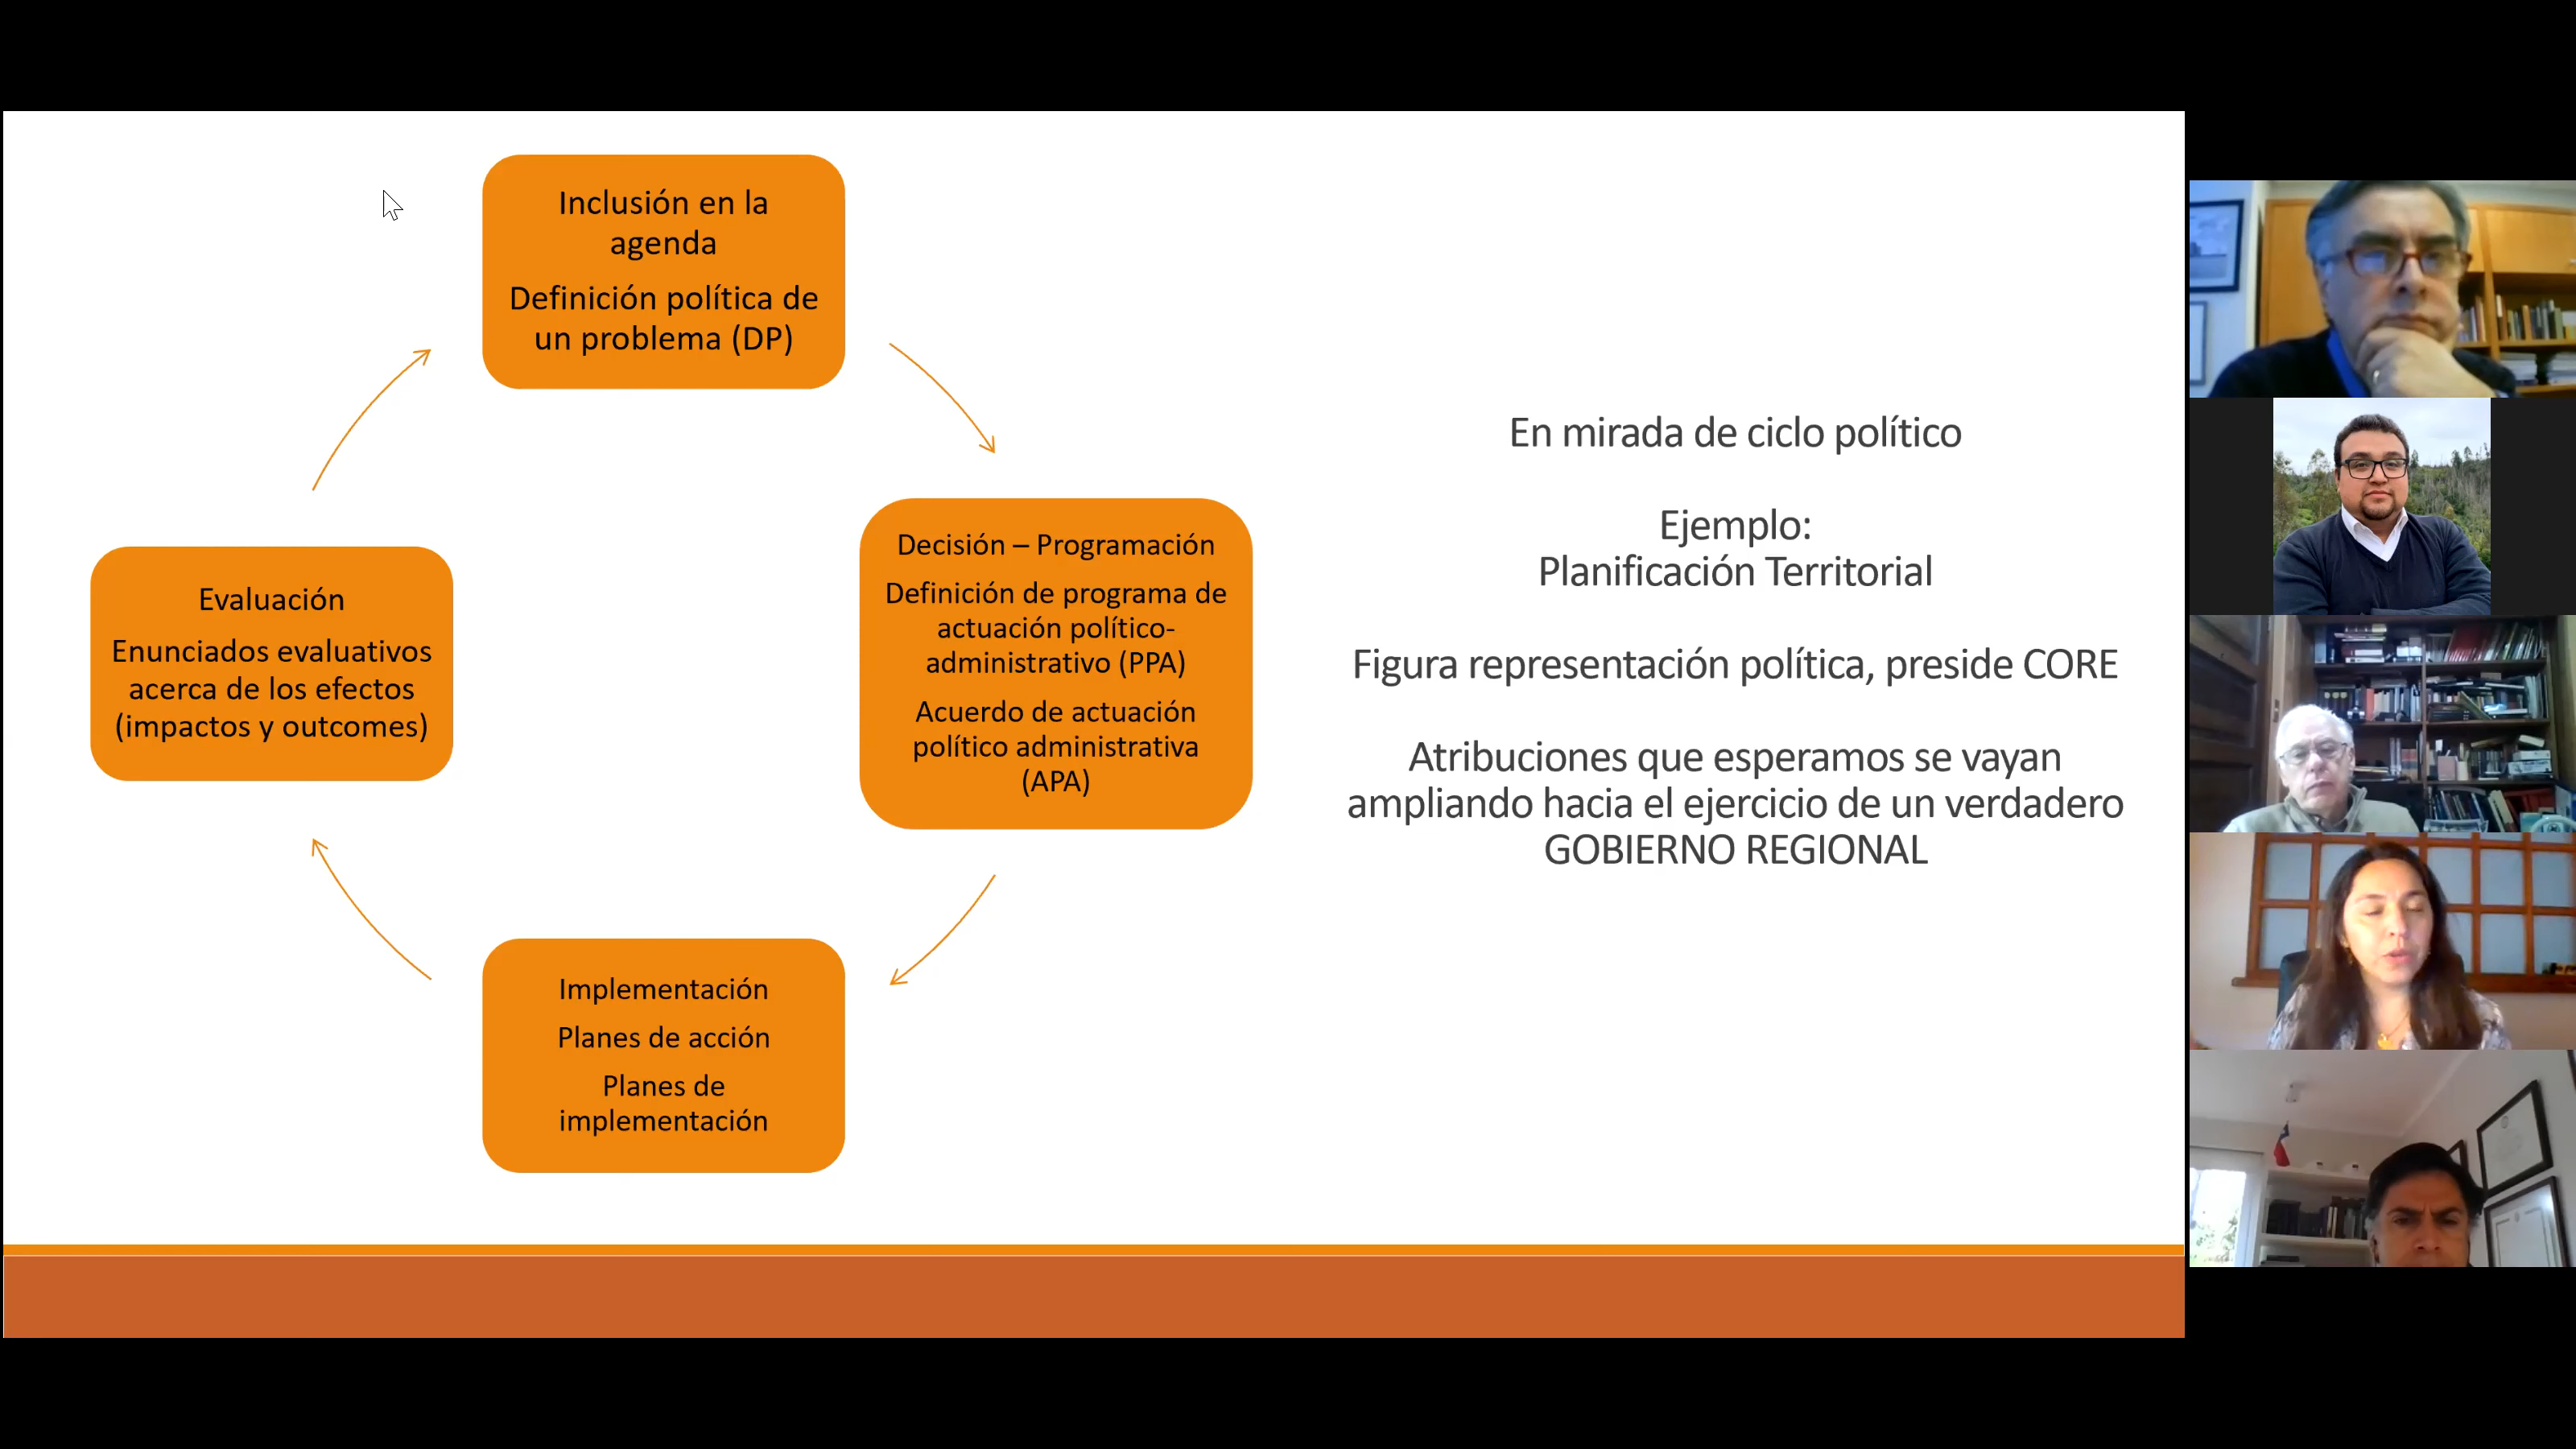 Inclusión en la
agenda
Definición política de
un problema (DP)
Decisión – Programación
Definición de programa de
actuación político-
administrativo (PPA)
Acuerdo de actuación
político administrativa
(APA)
Implementación
Planes de acción
Planes de
implementación
Evaluación
Enunciados evaluativos
acerca de los efectos
(impactos y outcomes)
En mirada de ciclo político
Ejemplo:
Planificación Territorial
Figura representación política, preside CORE
Atribuciones que esperamos se vayan
ampliando hacia el ejercicio de un verdadero
GOBIERNO REGIONAL